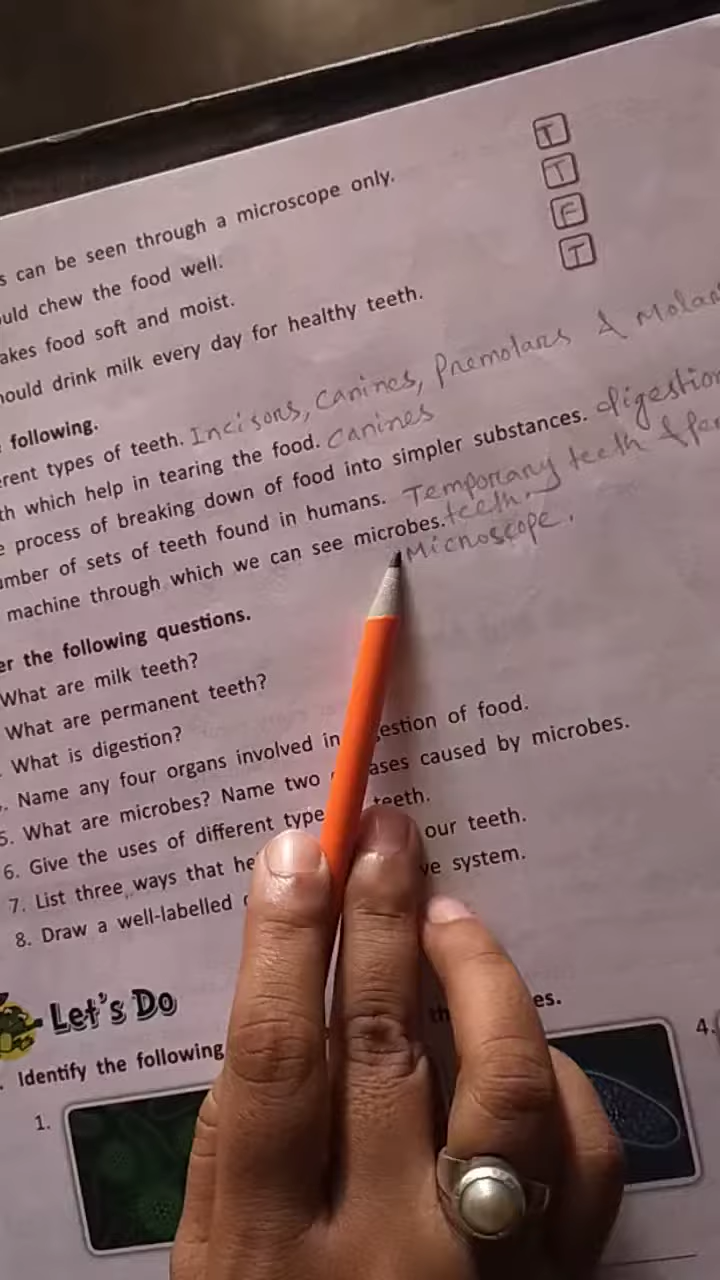 s can be seen through a microscope only. T
ould chew the food well. T
akes food soft and moist. F
hould drink milk every day for healthy teeth. T
following.
erent types of teeth. Incisors, Canines, Premolars & Molar
th which help in tearing the food. Canines
process of breaking down of food into simpler substances. digestion
umber of sets of teeth found in humans. Temporary teeth &
teeth.
machine through which we can see microbes. Microscope.
er the following questions.
What are milk teeth?
What are permanent teeth?
What is digestion?
Name any four organs involved in estion of food.
5. What are microbes? Name two ases caused by microbes.
6. Give the uses of different type teeth.
7. List three ways that he our teeth.
8. Draw a well-labelled ve system.
Let's Do
Identify the following es.
1.
4.